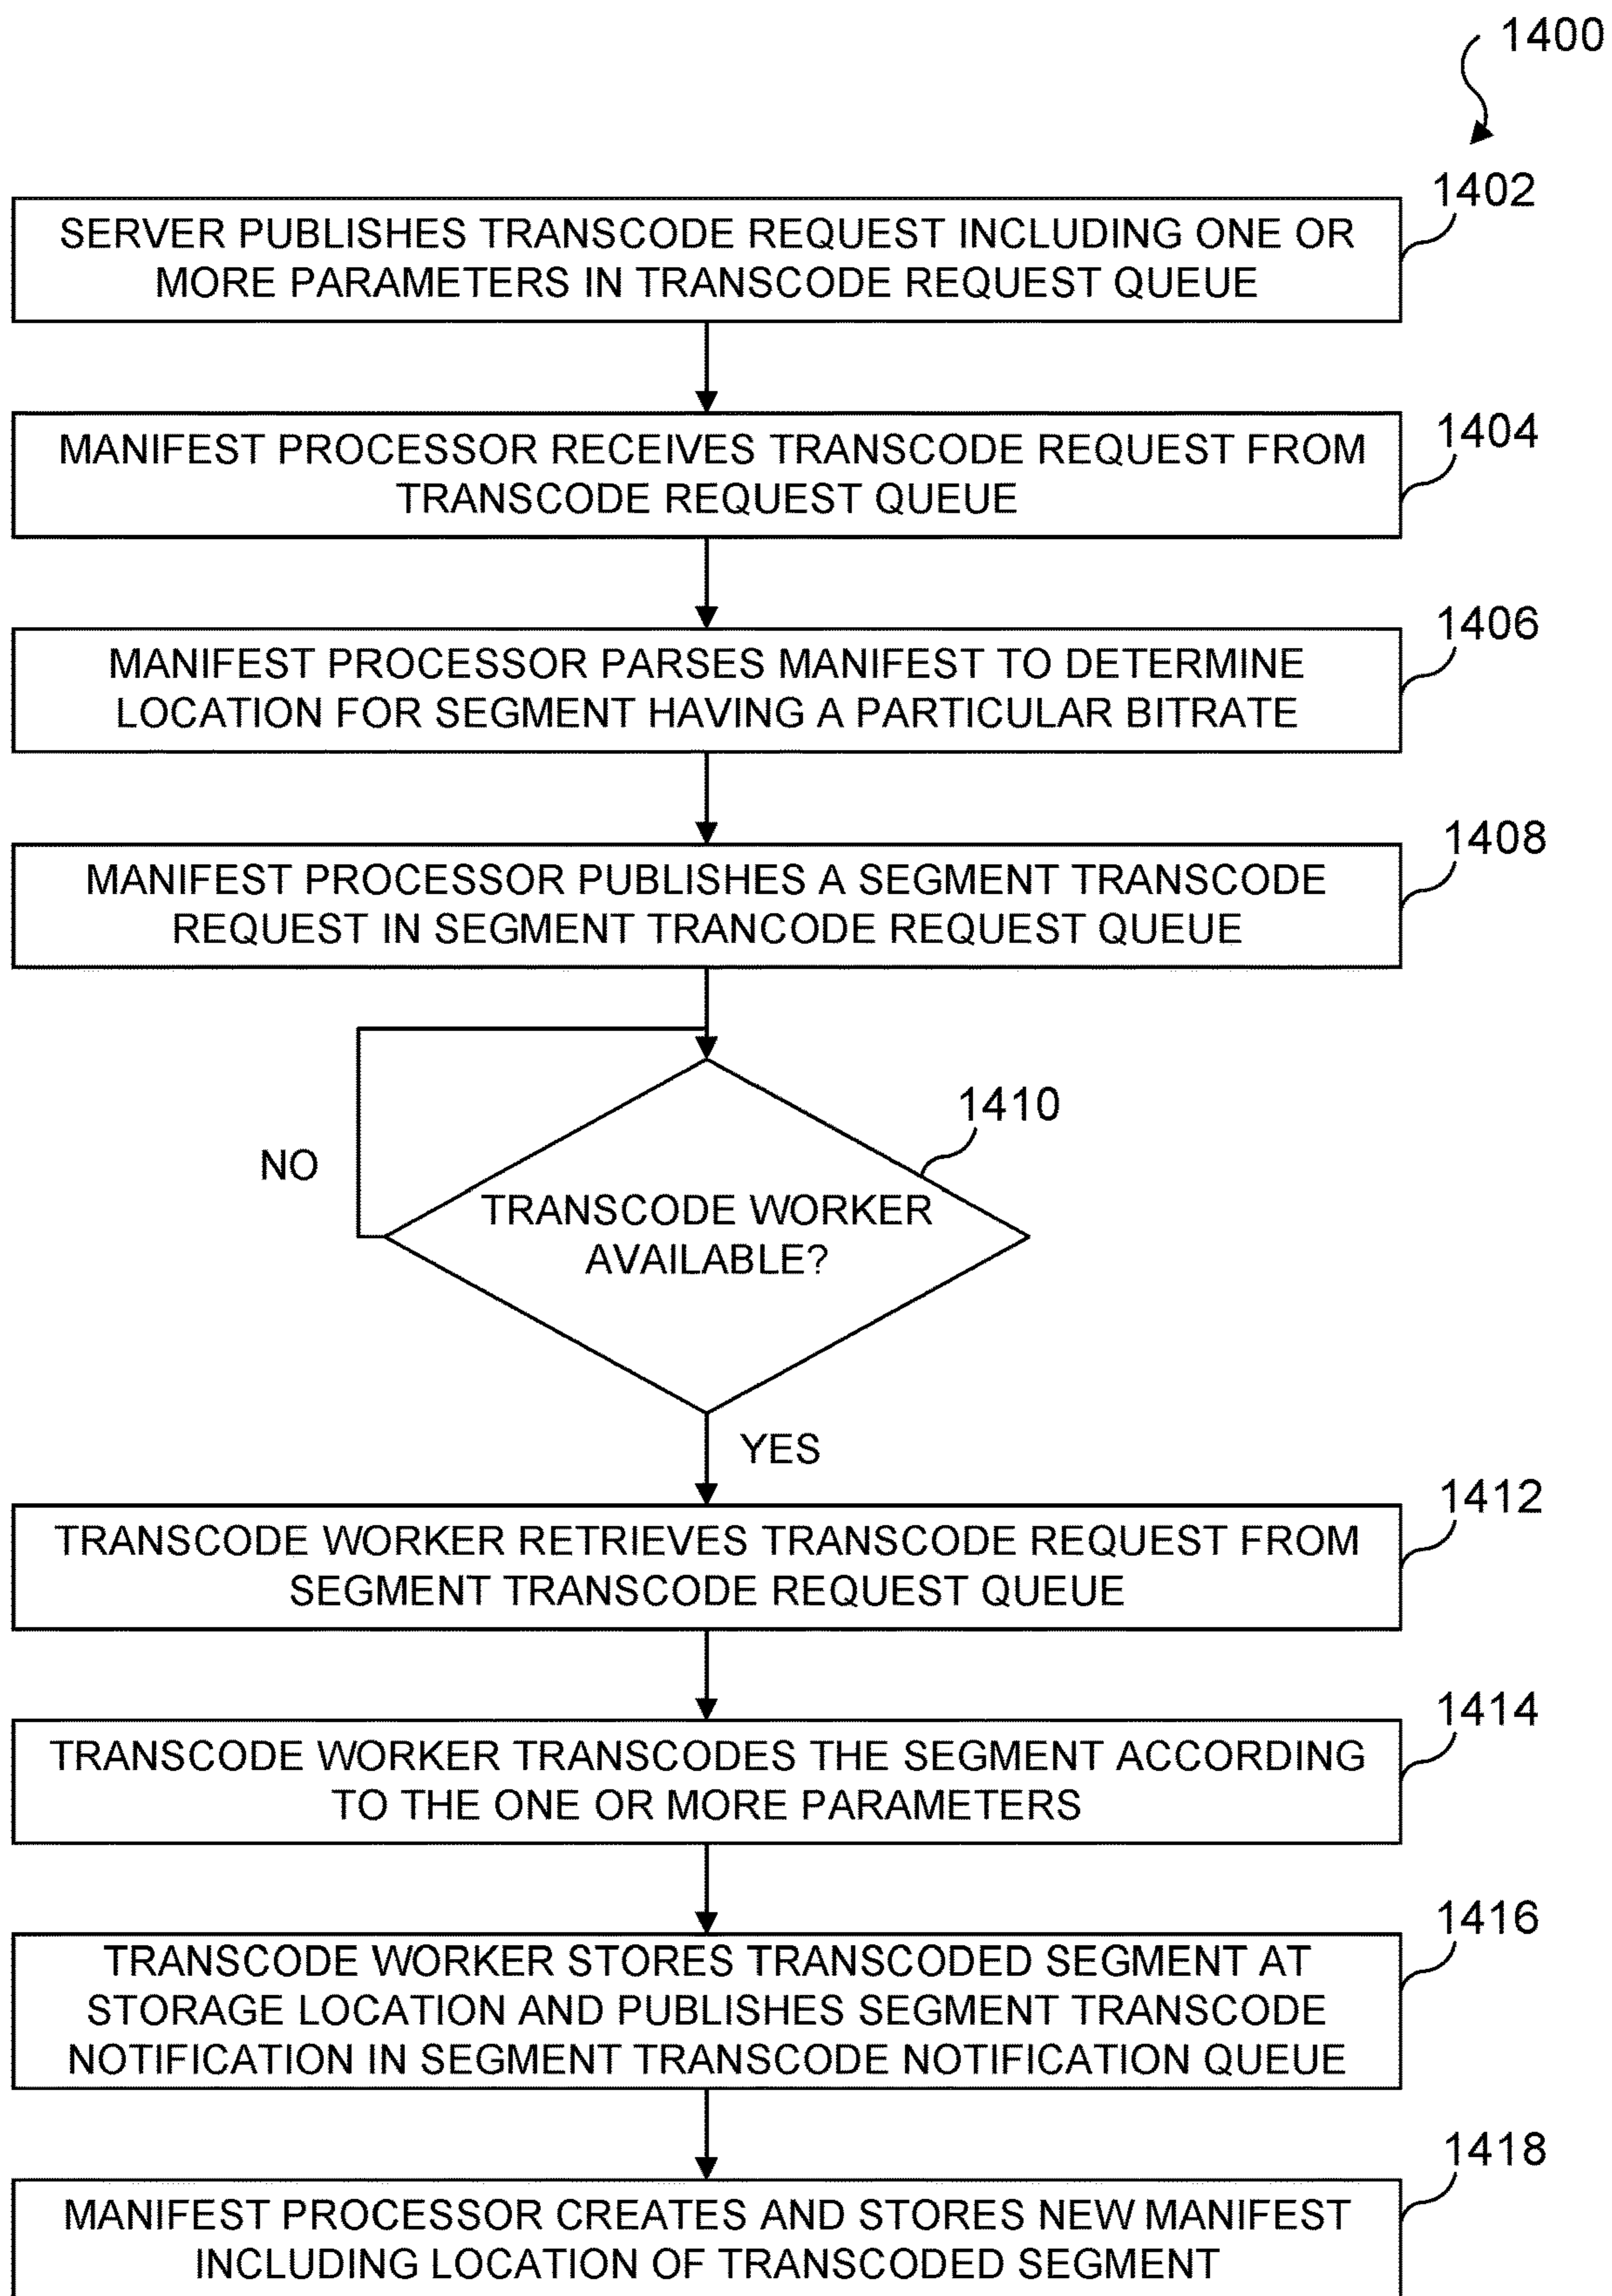 1400
1402
SERVER PUBLISHES TRANSCODE REQUEST INCLUDING ONE OR
MORE PARAMETERS IN TRANSCODE REQUEST QUEUE
1404
MANIFEST PROCESSOR RECEIVES TRANSCODE REQUEST FROM
TRANSCODE REQUEST QUEUE
1406
MANIFEST PROCESSOR PARSES MANIFEST TO DETERMINE
LOCATION FOR SEGMENT HAVING A PARTICULAR BITRATE
1408
MANIFEST PROCESSOR PUBLISHES A SEGMENT TRANSCODE
REQUEST IN SEGMENT TRANCODE REQUEST QUEUE
1410
NO
TRANSCODE WORKER
AVAILABLE?
YES
1412
TRANSCODE WORKER RETRIEVES TRANSCODE REQUEST FROM
SEGMENT TRANSCODE REQUEST QUEUE
1414
TRANSCODE WORKER TRANSCODES THE SEGMENT ACCORDING
TO THE ONE OR MORE PARAMETERS
1416
TRANSCODE WORKER STORES TRANSCODED SEGMENT AT
STORAGE LOCATION AND PUBLISHES SEGMENT TRANSCODE
NOTIFICATION IN SEGMENT TRANSCODE NOTIFICATION QUEUE
1418
MANIFEST PROCESSOR CREATES AND STORES NEW MANIFEST
INCLUDING LOCATION OF TRANSCODED SEGMENT